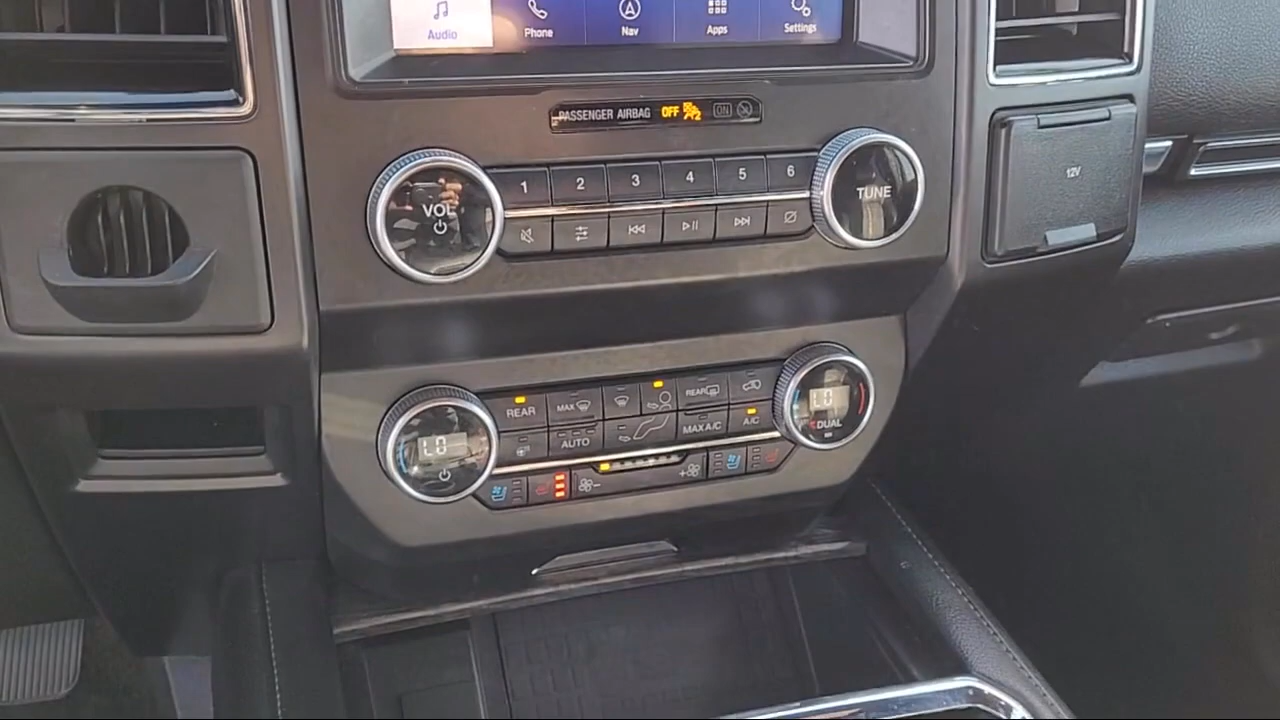 Audio Phone Nav Apps Settings
PASSENGER AIRBAG OFF 2 ON
VOL 1 2 3 4 5 6 TUNE
12V
REAR MAX REAR
LO AUTO MAX A/C A/C LO DUAL